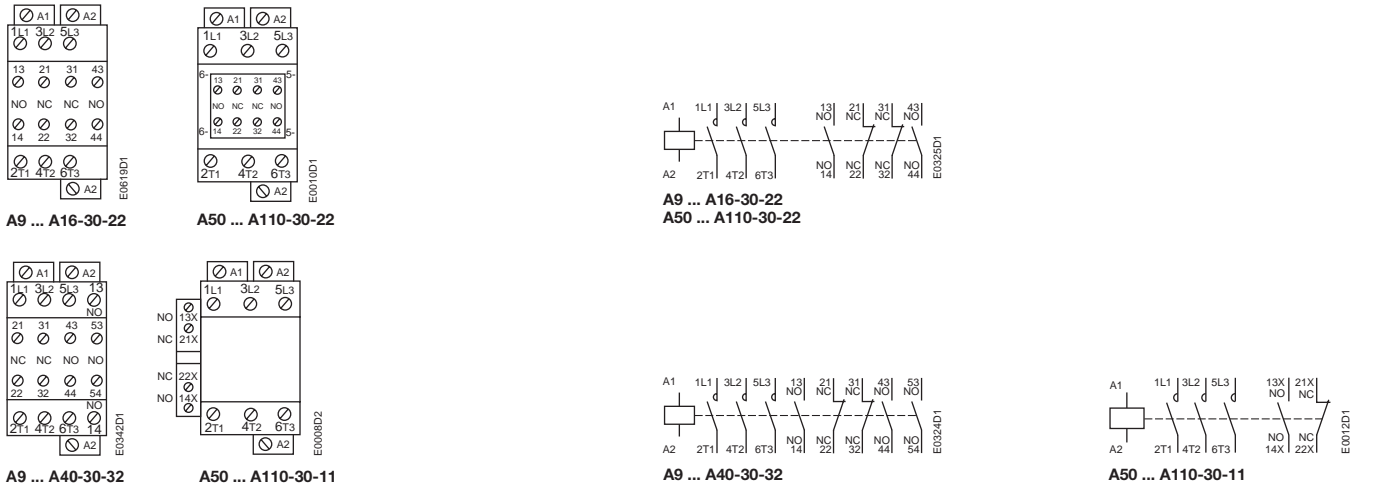 A1 A2
1L1 3L2 5L3
13 21 31 43
NO NC NC NO
14 22 32 44
2T1 4T2 6T3
A2
E0619D1
A9 ... A16-30-22
A1 A2
1L1 3L2 5L3
6- 13 21 31 43 5-
NO NC NC NO
6- 14 22 32 44 5-
2T1 4T2 6T3
A2
E0010D1
A50 ... A110-30-22
A1 1L1 3L2 5L3 13 21 31 43
NO NC NC NO
NO NC NC NO
A2 2T1 4T2 6T3 14 22 32 44
E0325D1
A9 ... A16-30-22
A50 ... A110-30-22
A1 A2
1L1 3L2 5L3 13
NO
21 31 43 53
NC NC NO NO
22 32 44 54
NO
2T1 4T2 6T3 14
A2
E0342D1
A9 ... A40-30-32
A1 A2
1L1 3L2 5L3
NO 13X
NC 21X
NC 22X
NO 14X
2T1 4T2 6T3
A2
E0008D2
A50 ... A110-30-11
A1 1L1 3L2 5L3 13 21 31 43 53
NO NC NC NO NO
NO NC NC NO NO
A2 2T1 4T2 6T3 14 22 32 44 54
E0324D1
A9 ... A40-30-32
A1 1L1 3L2 5L3 13X 21X
NO NC
NO NC
A2 2T1 4T2 6T3 14X 22X
E0012D1
A50 ... A110-30-11